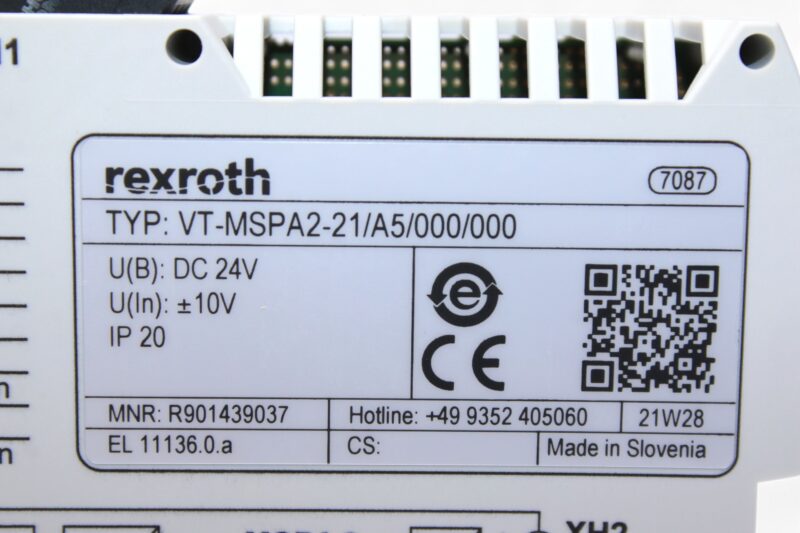 rexroth
7087
TYP: VT-MSPA2-21/A5/000/000
U(B): DC 24V
U(In): ±10V
IP 20
e
CE
MNR: R901439037
Hotline: +49 9352 405060
21W28
EL 11136.0.a
CS:
Made in Slovenia
XH2